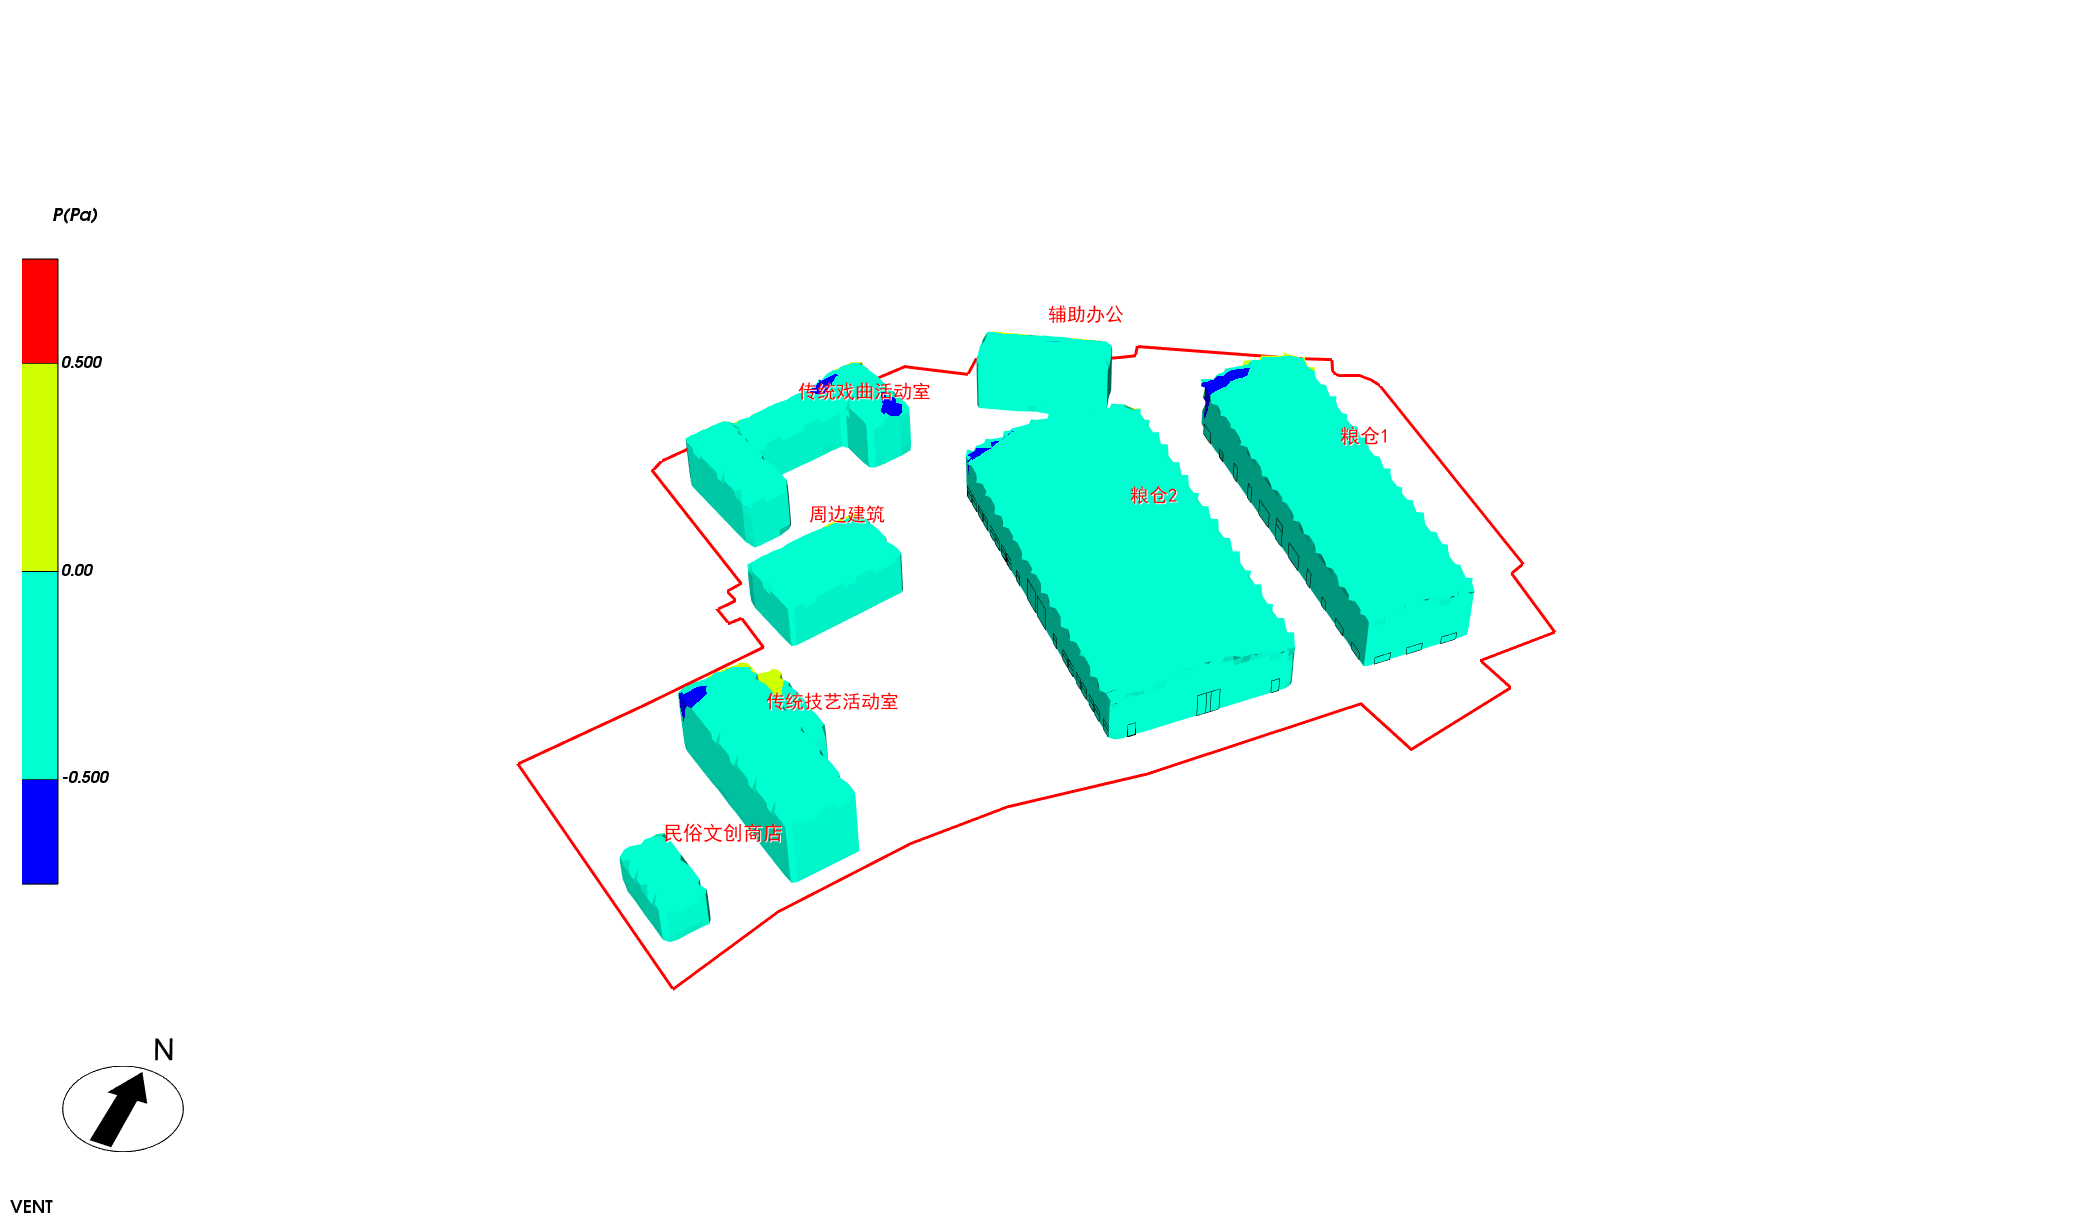 P(Pa)
0.500
0.00
-0.500
辅助办公
传统戏曲活动室
粮仓1
粮仓2
周边建筑
传统技艺活动室
民俗文创商店
N
VENT